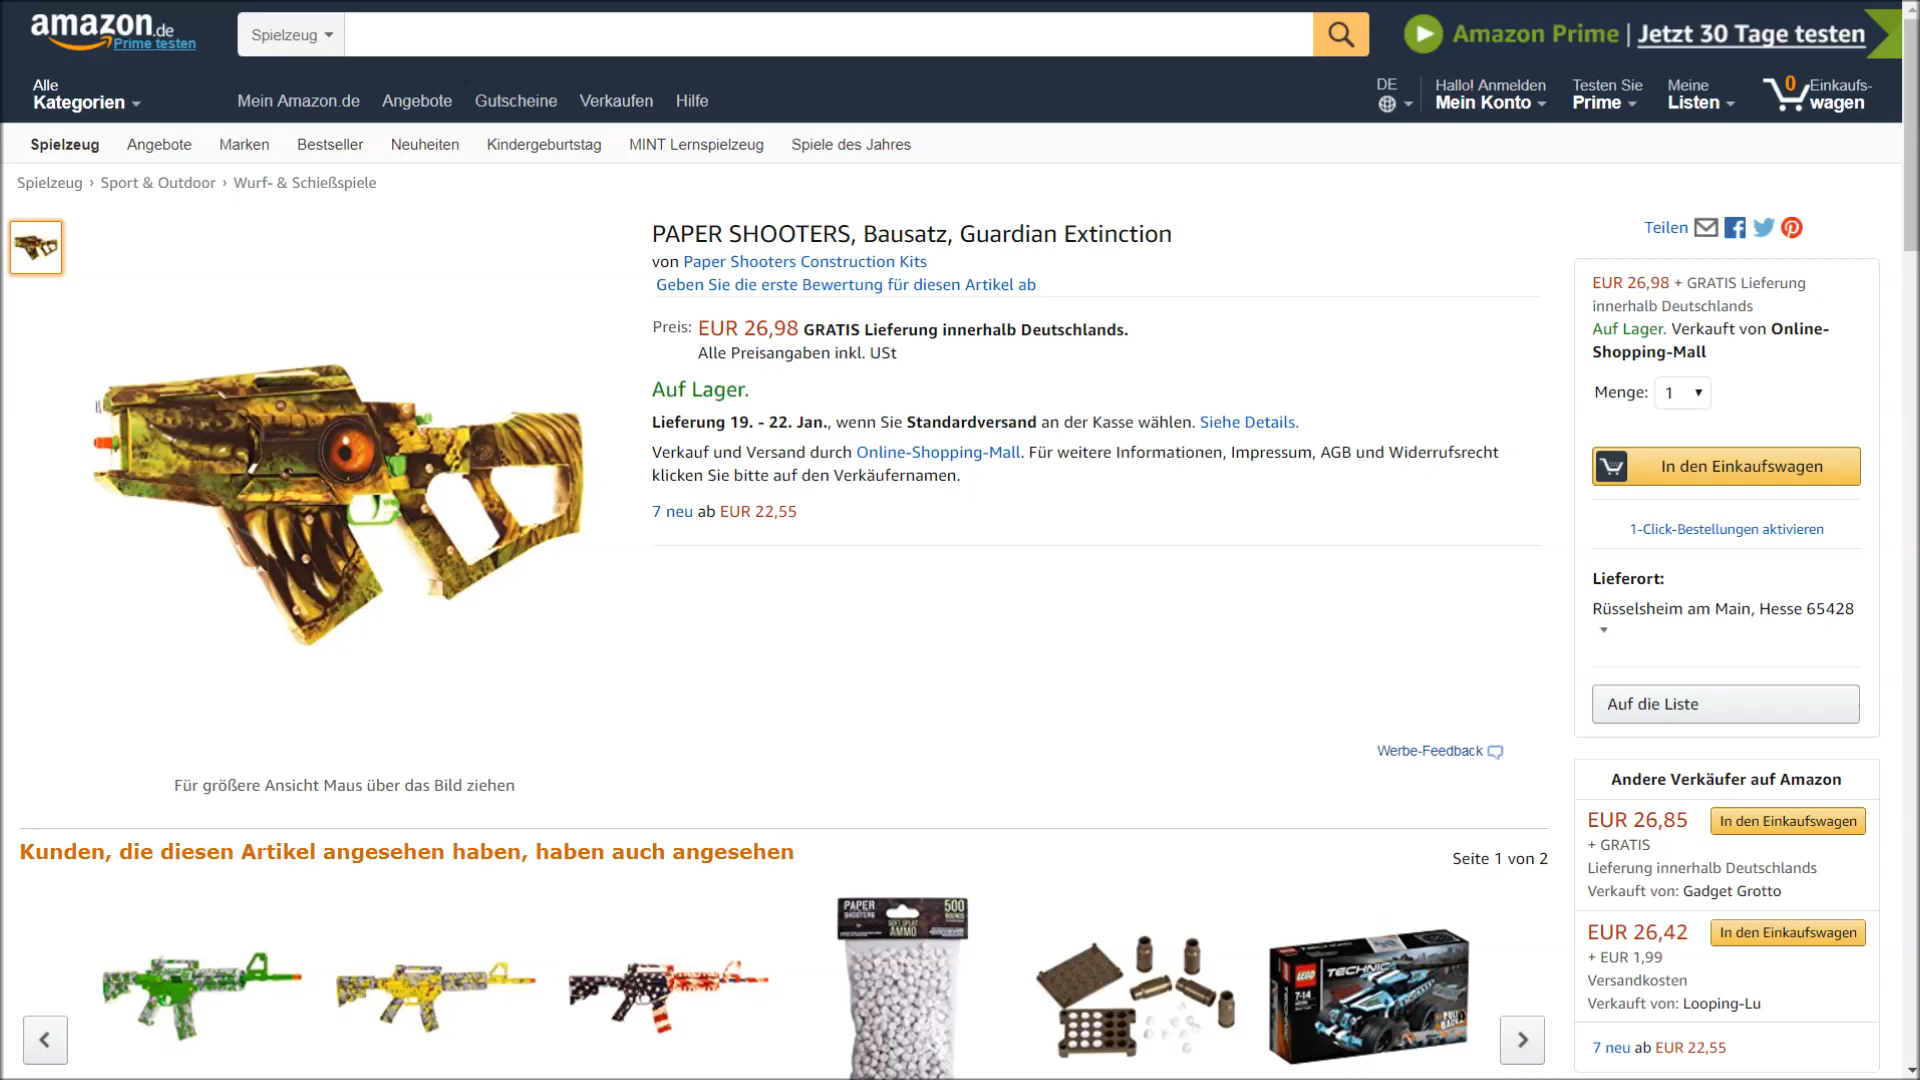 amazon.de
Prime testen
Spielzeug
Amazon Prime | Jetzt 30 Tage testen
Alle
Kategorien
Mein Amazon.de Angebote Gutscheine Verkaufen Hilfe
DE
Hallo! Anmelden
Mein Konto
Testen Sie
Prime
Meine
Listen
0
Einkaufs-
wagen
Spielzeug Angebote Marken Bestseller Neuheiten Kindergeburtstag MINT Lernspielzeug Spiele des Jahres
Spielzeug › Sport & Outdoor › Wurf- & Schießspiele
PAPER SHOOTERS, Bausatz, Guardian Extinction
von Paper Shooters Construction Kits
Geben Sie die erste Bewertung für diesen Artikel ab
Preis: EUR 26,98 GRATIS Lieferung innerhalb Deutschlands.
Alle Preisangaben inkl. USt
Auf Lager.
Lieferung 19. - 22. Jan., wenn Sie Standardversand an der Kasse wählen. Siehe Details.
Verkauf und Versand durch Online-Shopping-Mall. Für weitere Informationen, Impressum, AGB und Widerrufsrecht
klicken Sie bitte auf den Verkäufernamen.
7 neu ab EUR 22,55
Werbe-Feedback
Für größere Ansicht Maus über das Bild ziehen
Teilen
EUR 26,98 + GRATIS Lieferung
innerhalb Deutschlands
Auf Lager. Verkauft von Online-
Shopping-Mall
Menge: 1
In den Einkaufswagen
1-Click-Bestellungen aktivieren
Lieferort:
Rüsselsheim am Main, Hesse 65428
Auf die Liste
Andere Verkäufer auf Amazon
EUR 26,85 In den Einkaufswagen
+ GRATIS
Lieferung innerhalb Deutschlands
Verkauft von: Gadget Grotto
EUR 26,42 In den Einkaufswagen
+ EUR 1,99
Versandkosten
Verkauft von: Looping-Lu
7 neu ab EUR 22,55
Kunden, die diesen Artikel angesehen haben, haben auch angesehen
Seite 1 von 2
PAPER
SHOOTERS
500
ROUNDS
SOFT SPLAT
AMMO
LEGO
TECHNIC
7-14
PULL
BACK